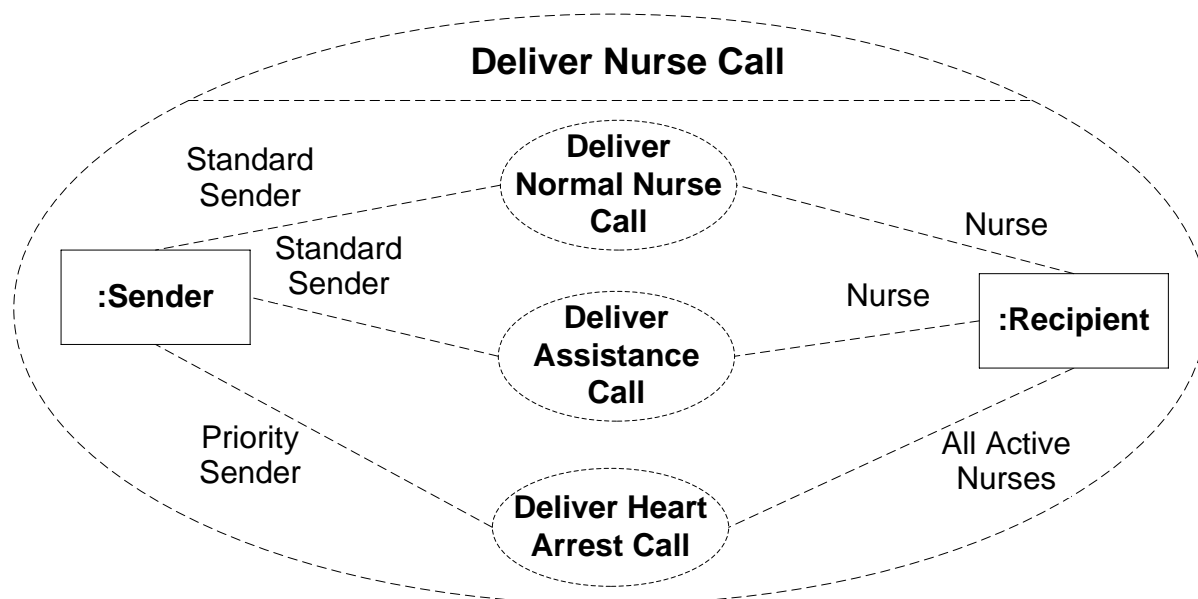 Deliver Nurse Call
Standard
Sender
Deliver
Normal Nurse
Call
Nurse
:Sender
Standard
Sender
Deliver
Assistance
Call
Nurse
:Recipient
Priority
Sender
Deliver Heart
Arrest Call
All Active
Nurses